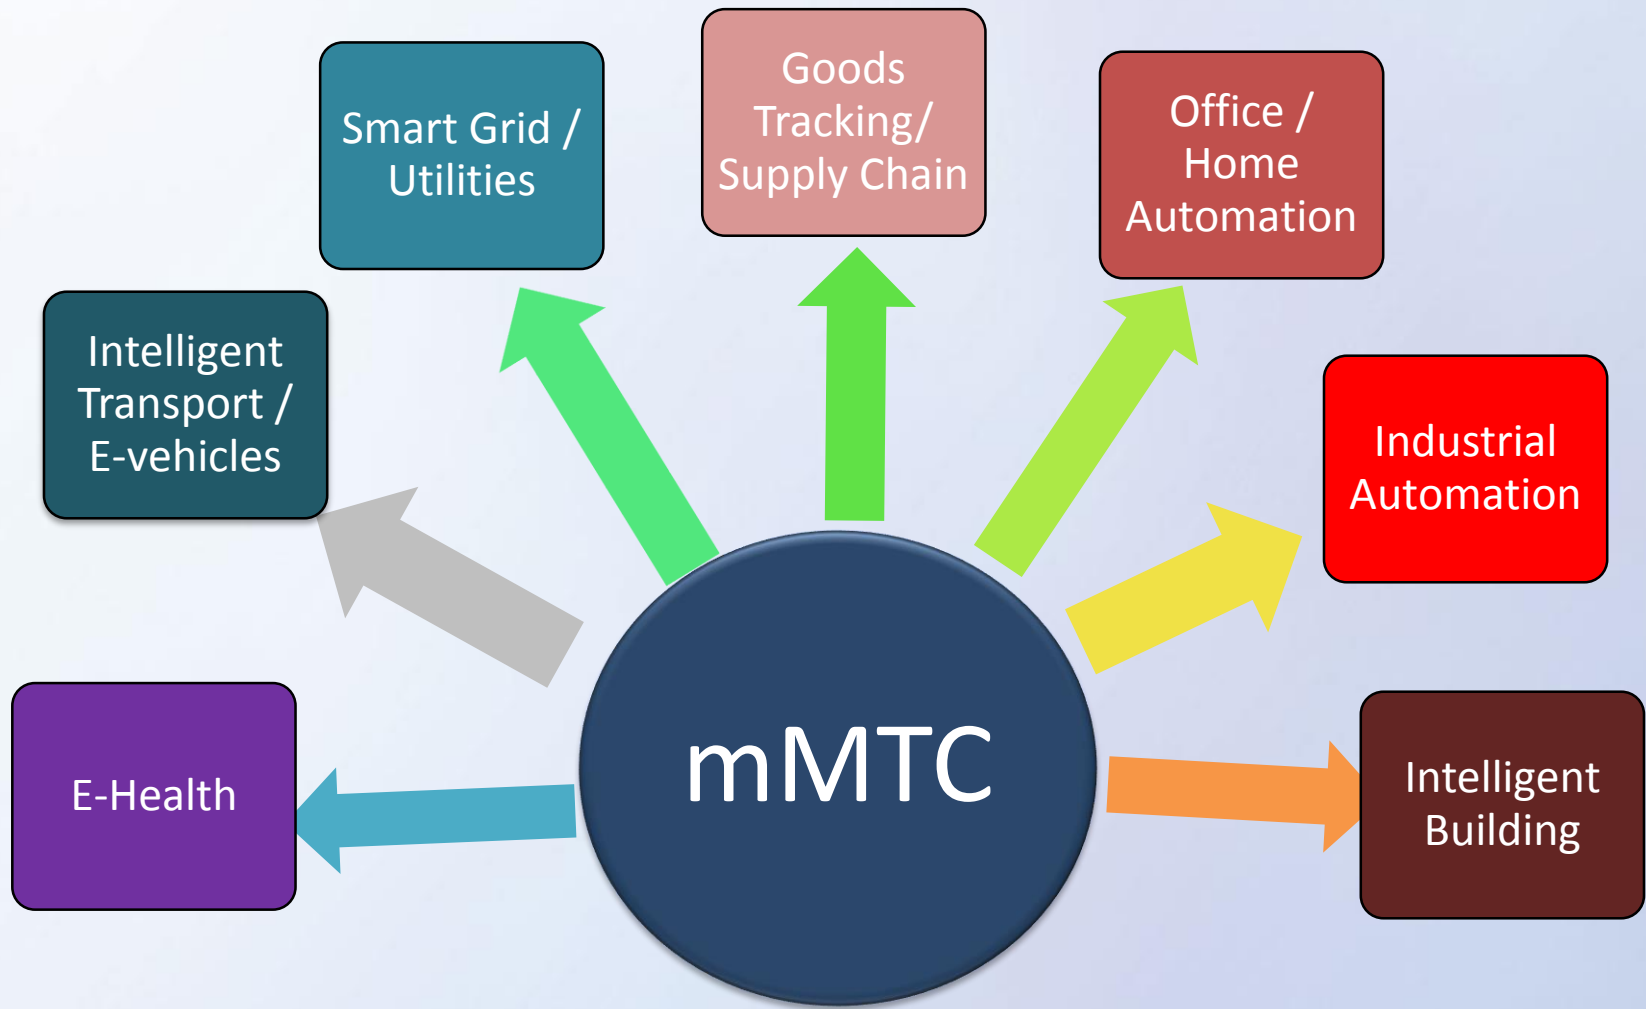 Goods
Tracking/
Supply Chain
Smart Grid /
Utilities
Office /
Home
Automation
Intelligent
Transport /
E-vehicles
Industrial
Automation
E-Health
mMTC
Intelligent
Building